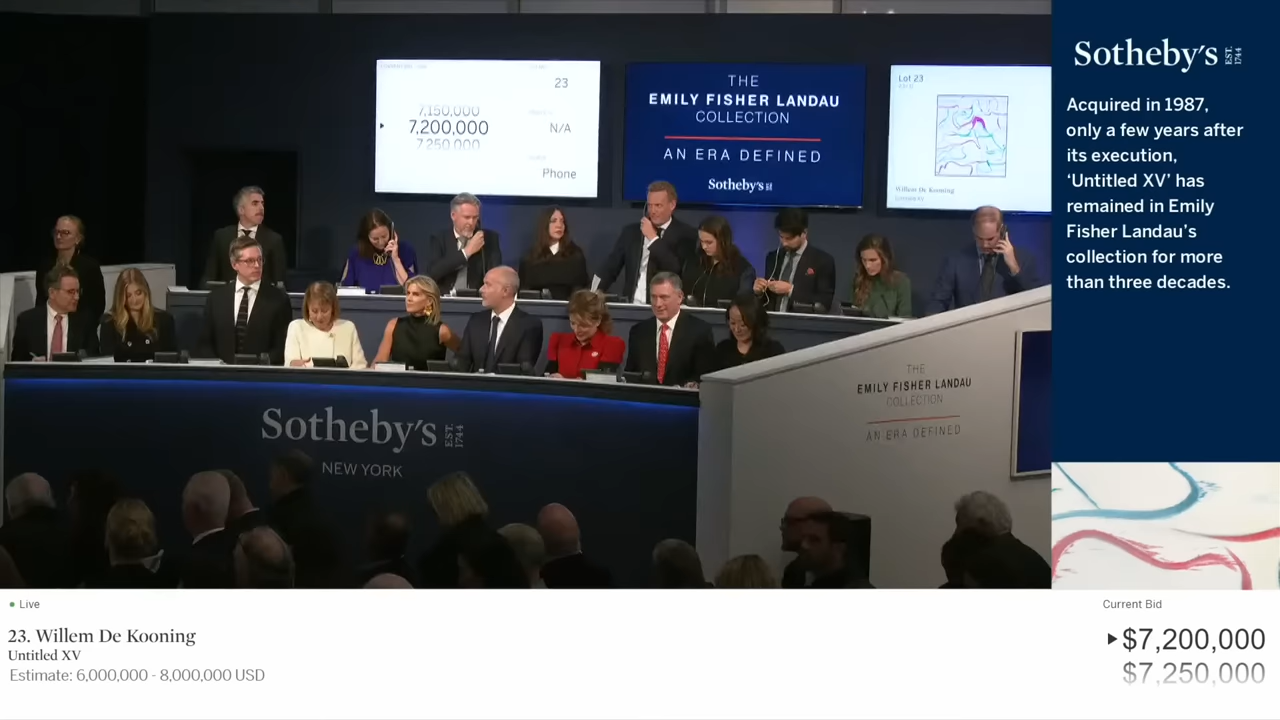 23
7,150,000
7,200,000
N/A
7 250 000
Phone
THE
EMILY FISHER LANDAU
COLLECTION
AN ERA DEFINED
Sotheby's
Lot 23
Willem De Kooning
Sotheby's EST. 1744
Acquired in 1987,
only a few years after
its execution,
‘Untitled XV’ has
remained in Emily
Fisher Landau’s
collection for more
than three decades.
THE
EMILY FISHER LANDAU
COLLECTION
AN ERA DEFINED
Sotheby's EST. 1744
NEW YORK
Live
23. Willem De Kooning
Untitled XV
Estimate: 6,000,000 - 8,000,000 USD
Current Bid
$7,200,000
$7,250,000